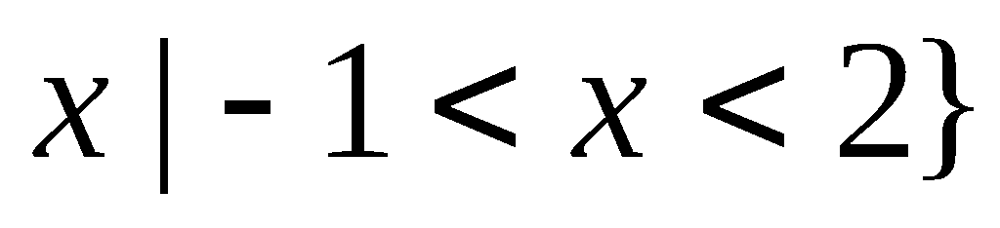 x | - 1 < x < 2}